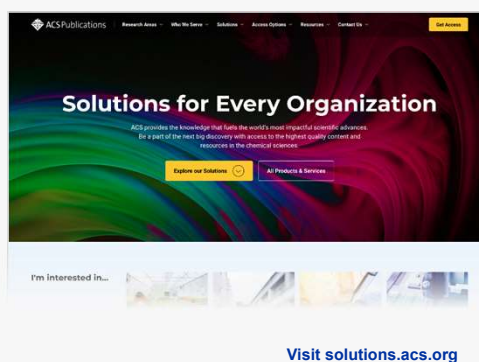 ACS Publications Research Areas Who We Serve Solutions Access Options Resources Contact Us Get Access
Solutions for Every Organization
ACS provides the knowledge that fuels the world's most impactful scientific advances.
Be a part of the next big discovery with access to the highest quality content and
resources in the chemical sciences.
Explore our Solutions All Products & Services
I'm interested in...
Visit solutions.acs.org